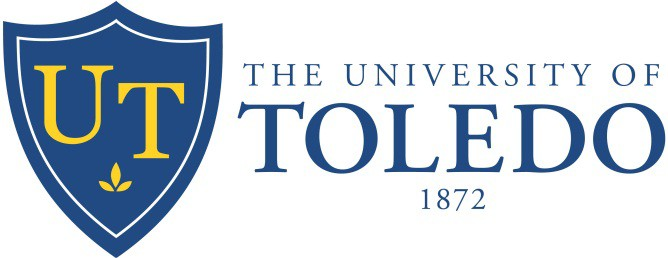 UT
THE UNIVERSITY OF
TOLEDO
1872